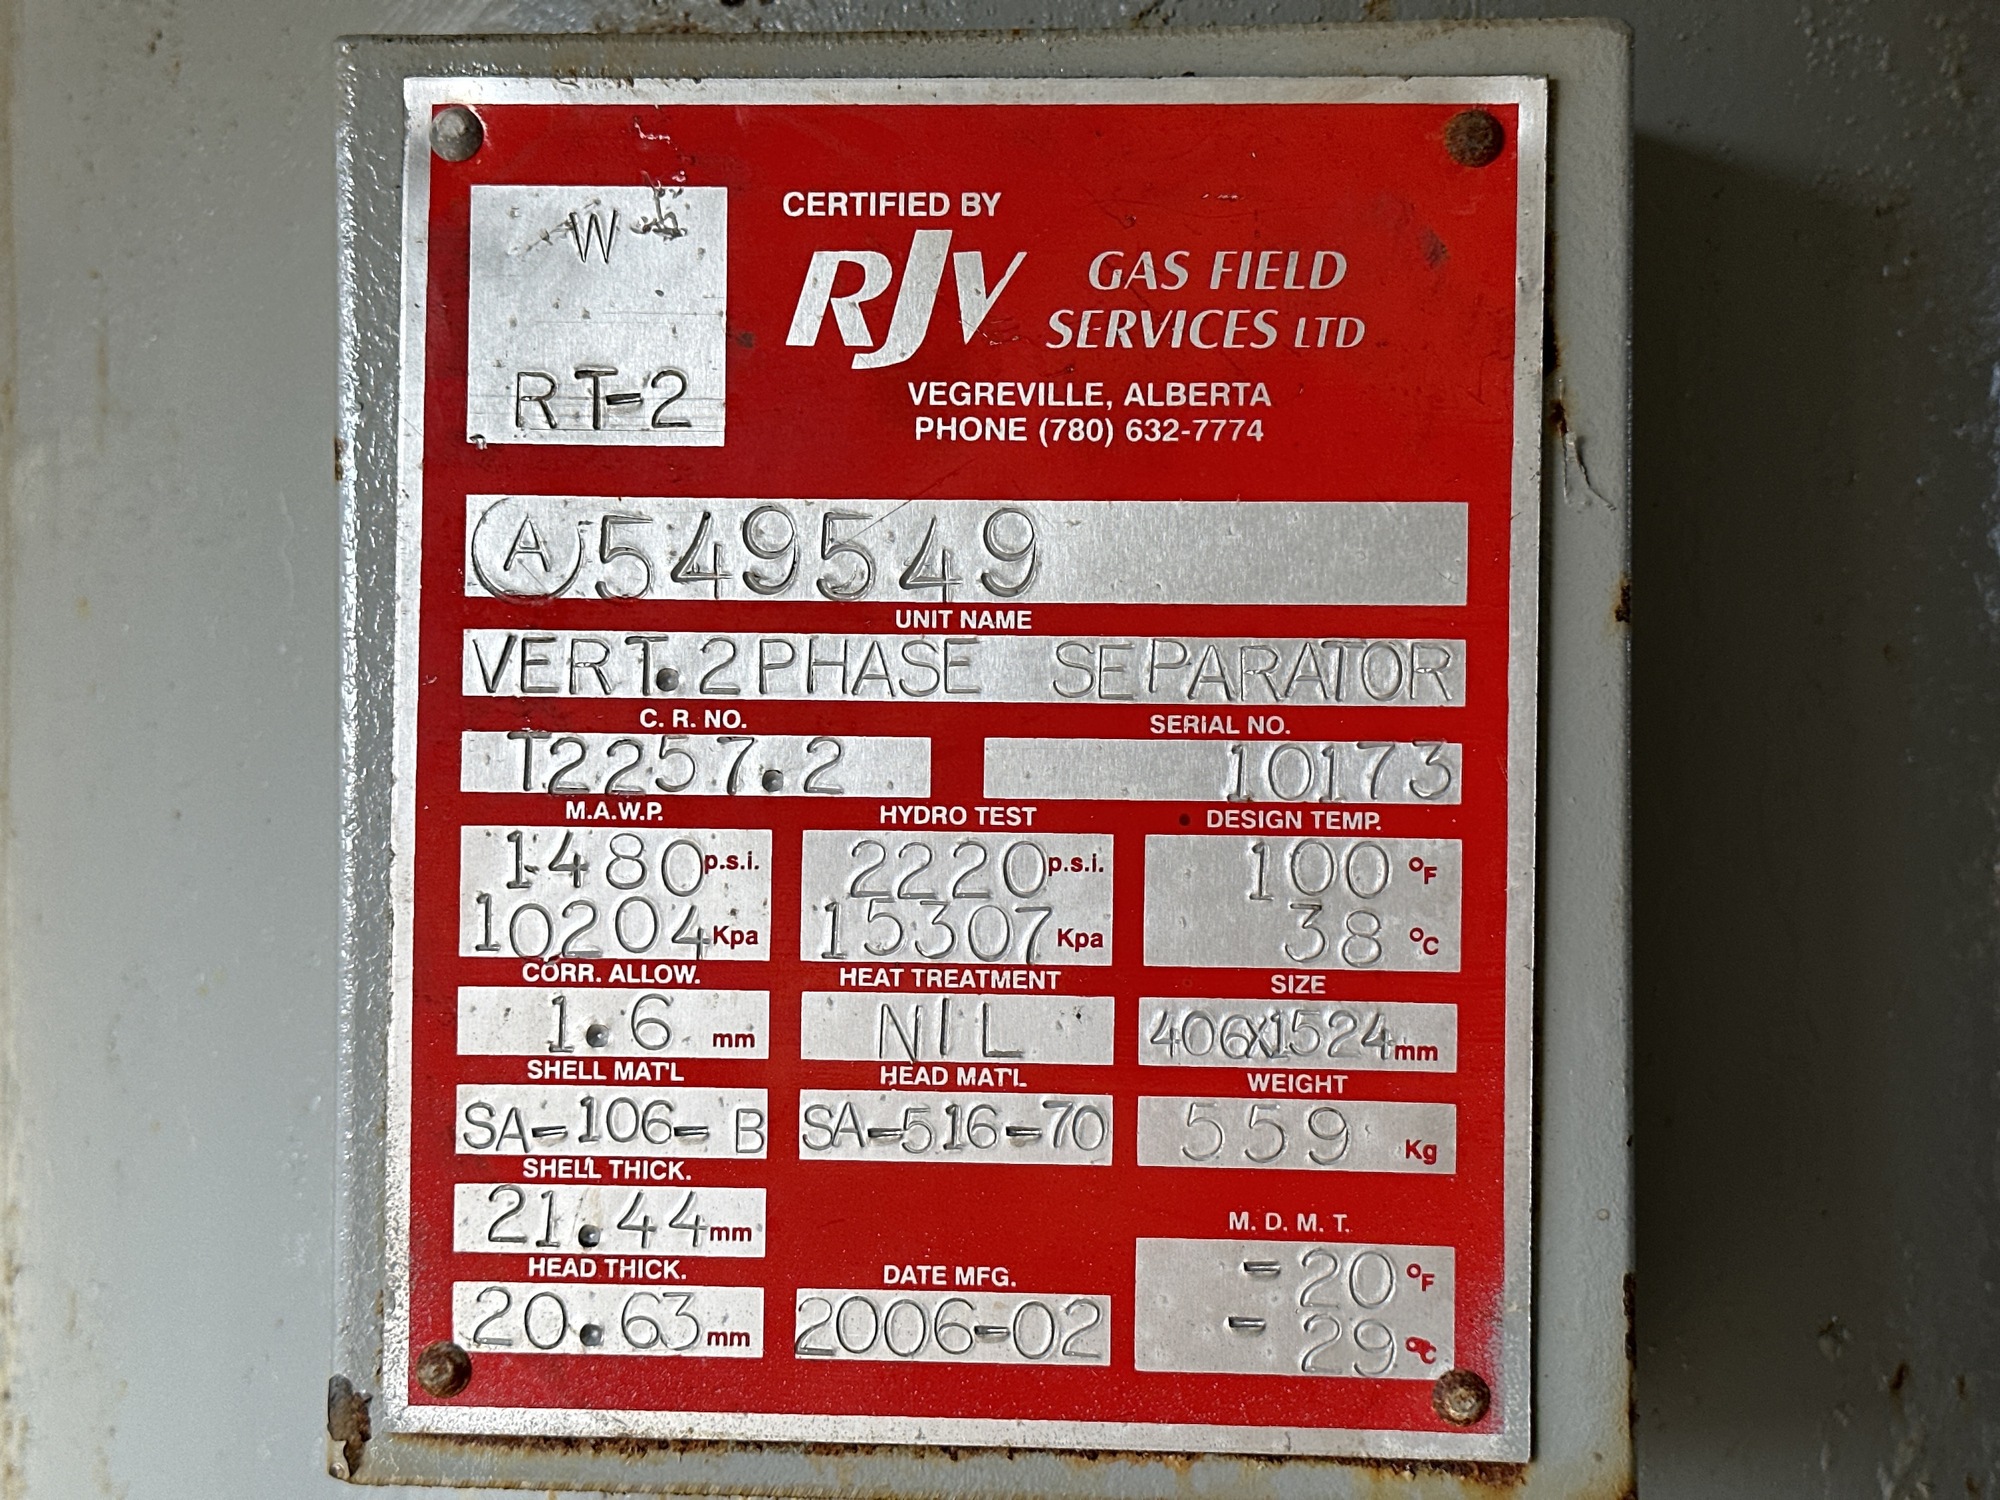 W
RT-2
CERTIFIED BY
RJV GAS FIELD
SERVICES LTD
VEGREVILLE, ALBERTA
PHONE (780) 632-7774
A 549549
UNIT NAME
VERT. 2 PHASE SEPARATOR
C. R. NO. SERIAL NO.
T2257.2 10173
M.A.W.P. HYDRO TEST DESIGN TEMP.
1480 p.s.i. 2220 p.s.i. 100 °F
10204 Kpa 15307 Kpa 38 °C
CORR. ALLOW. HEAT TREATMENT SIZE
1.6 mm NIL 406X1524 mm
SHELL MAT'L HEAD MAT'L WEIGHT
SA-106-B SA-516-70 559 Kg
SHELL THICK.
21.44 mm
M. D. M. T.
HEAD THICK. DATE MFG. -20 °F
20.63 mm 2006-02 -29 °C